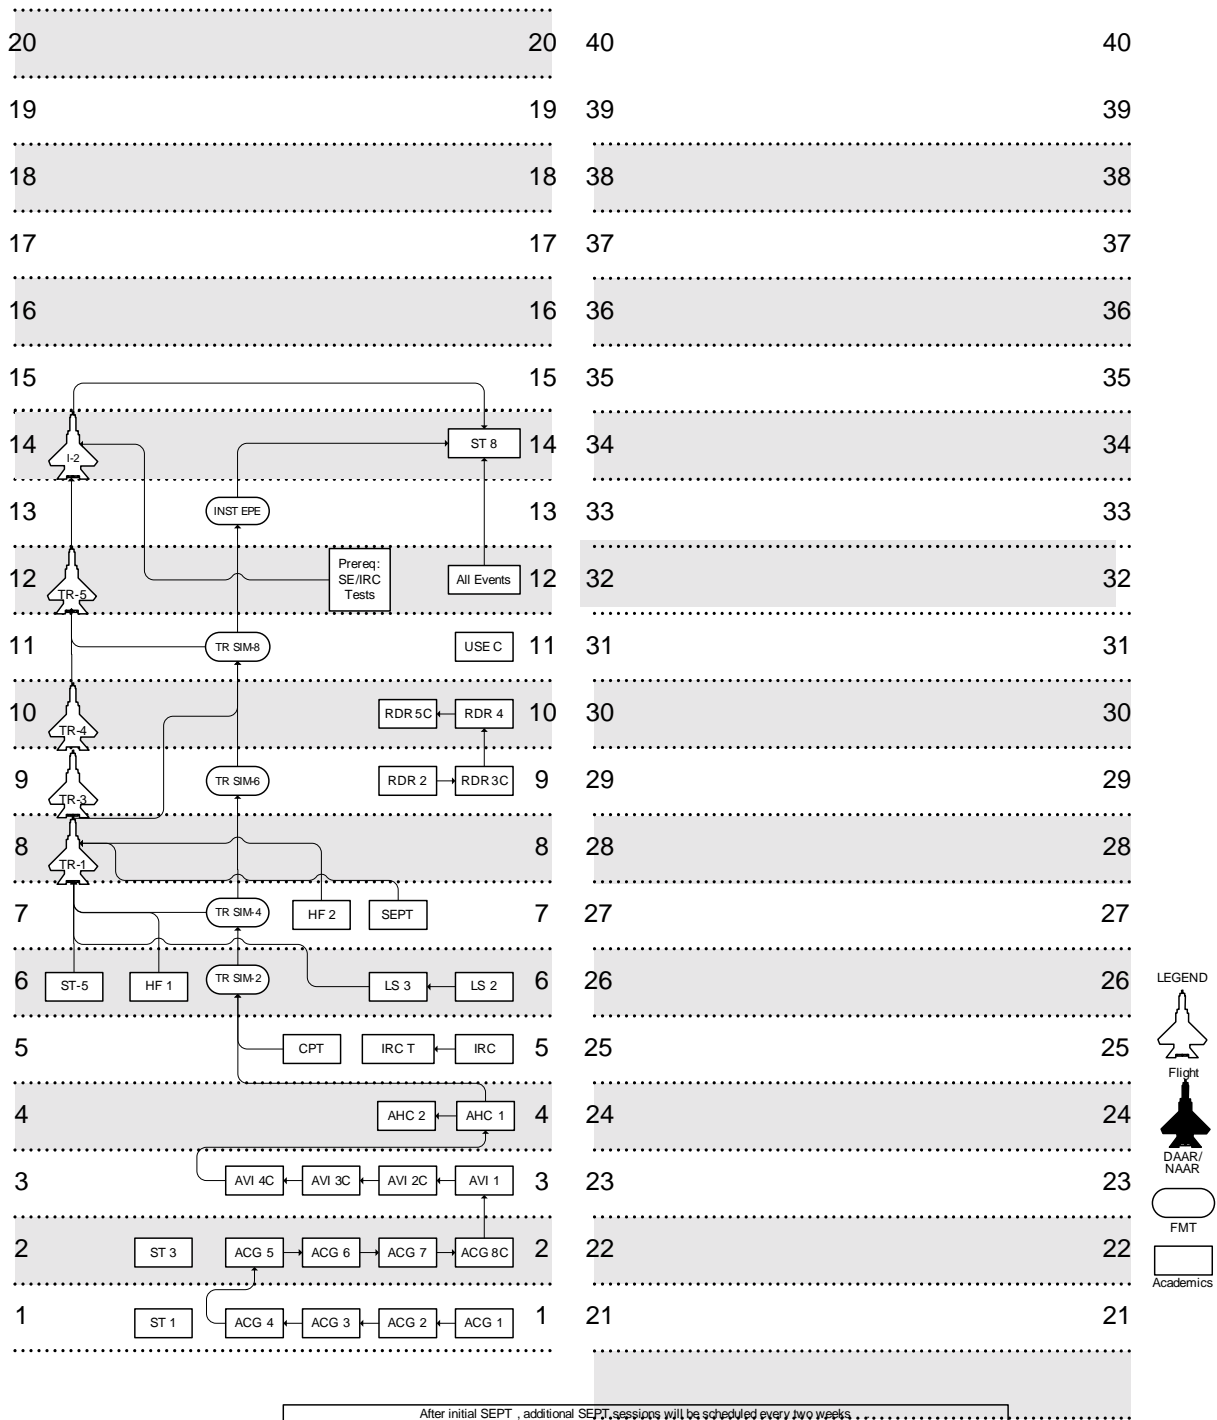 20 20 40 40
19 19 39 39
18 18 38 38
17 17 37 37
16 16 36 36
15 15 35 35
14 I-2 ST 8 14 34 34
13 INST EPE 13 33 33
Prereq:
SE/IRC
Tests
12 TR-5 All Events 12 32 32
11 TR SIM-8 USE C 11 31 31
10 TR-4 RDR 5C RDR 4 10 30 30
9 TR-3 TR SIM-6 RDR 2 RDR 3C 9 29 29
8 TR-1 8 28 28
7 TR SIM-4 HF 2 SEPT 7 27 27
6 ST-5 HF 1 TR SIM-2 LS 3 LS 2 6 26 26
5 CPT IRC T IRC 5 25 25
4 AHC 2 AHC 1 4 24 24
3 AVI 4C AVI 3C AVI 2C AVI 1 3 23 23
2 ST 3 ACG 5 ACG 6 ACG 7 ACG 8C 2 22 22
1 ST 1 ACG 4 ACG 3 ACG 2 ACG 1 1 21 21
LEGEND
Flight
DAAR/
NAAR
FMT
Academics
After initial SEPT , additional SEPT sessions will be scheduled every two weeks